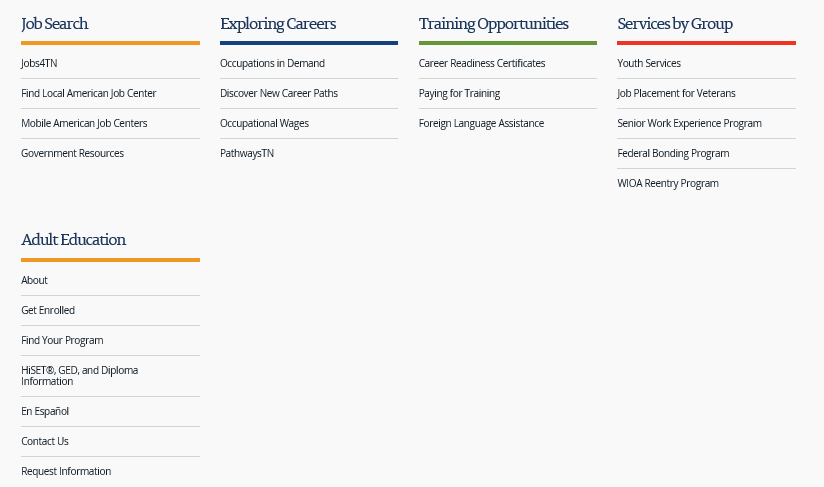 Job Search
Jobs4TN
Find Local American Job Center
Mobile American Job Centers
Government Resources
Exploring Careers
Occupations in Demand
Discover New Career Paths
Occupational Wages
PathwaysTN
Training Opportunities
Career Readiness Certificates
Paying for Training
Foreign Language Assistance
Services by Group
Youth Services
Job Placement for Veterans
Senior Work Experience Program
Federal Bonding Program
WIOA Reentry Program
Adult Education
About
Get Enrolled
Find Your Program
HiSET®, GED, and Diploma
Information
En Español
Contact Us
Request Information